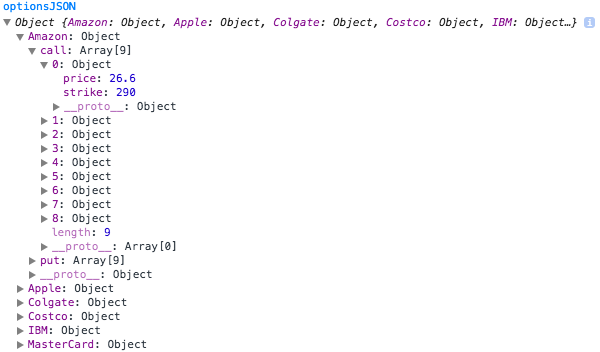 optionsJSON
Object {Amazon: Object, Apple: Object, Colgate: Object, Costco: Object, IBM: Object…} i
Amazon: Object
call: Array[9]
0: Object
price: 26.6
strike: 290
__proto__: Object
1: Object
2: Object
3: Object
4: Object
5: Object
6: Object
7: Object
8: Object
length: 9
__proto__: Array[0]
put: Array[9]
__proto__: Object
Apple: Object
Colgate: Object
Costco: Object
IBM: Object
MasterCard: Object